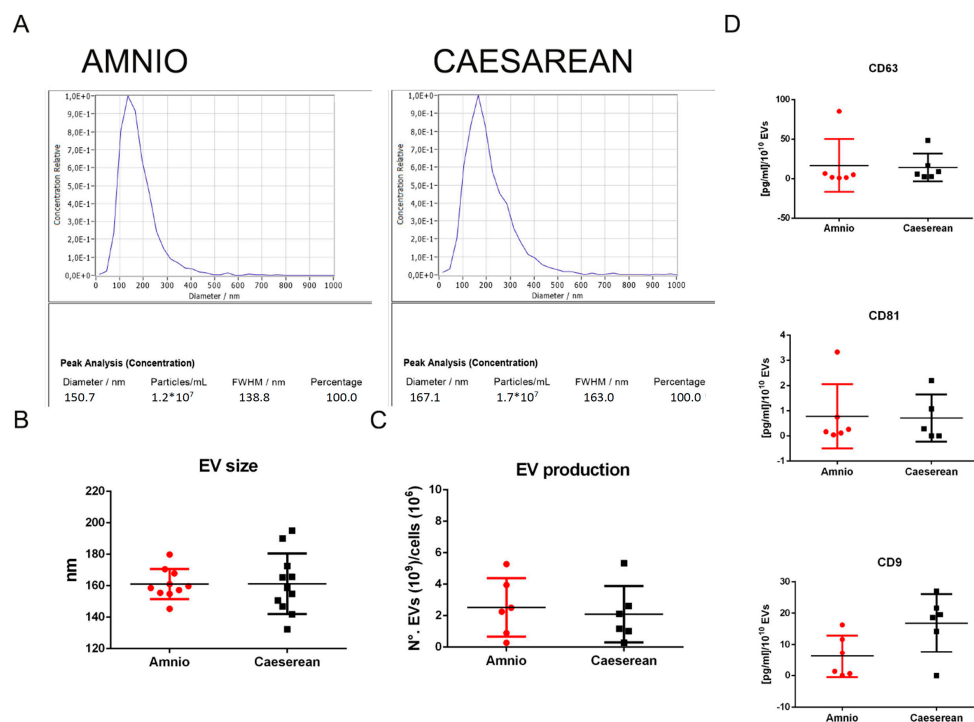 A
AMNIO
CAESAREAN
1,0E+0
9,0E-1
8,0E-1
7,0E-1
6,0E-1
5,0E-1
4,0E-1
3,0E-1
2,0E-1
1,0E-1
0,0E+0
Concentration Relative
0 100 200 300 400 500 600 700 800 900 1000
Diameter / nm
1,0E+0
9,0E-1
8,0E-1
7,0E-1
6,0E-1
5,0E-1
4,0E-1
3,0E-1
2,0E-1
1,0E-1
0,0E+0
Concentration Relative
0 100 200 300 400 500 600 700 800 900 1000
Diameter / nm
Peak Analysis (Concentration)
Diameter / nm Particles/mL FWHM / nm Percentage
150.7 1.2*10⁷ 138.8 100.0
Peak Analysis (Concentration)
Diameter / nm Particles/mL FWHM / nm Percentage
167.1 1.7*10⁷ 163.0 100.0
B
EV size
220
200
180
160
140
120
nm
Amnio Caeserean
C
EV production
10
8
6
4
2
0
N°. EVs (10⁹)/cells (10⁶)
Amnio Caeserean
D
CD63
100
50
0
-50
[pg/ml]/10¹⁰ EVs
Amnio Caeserean
CD81
4
3
2
1
0
-1
[pg/ml]/10¹⁰ EVs
Amnio Caeserean
CD9
30
20
10
0
-10
[pg/ml]/10¹⁰ EVs
Amnio Caeserean